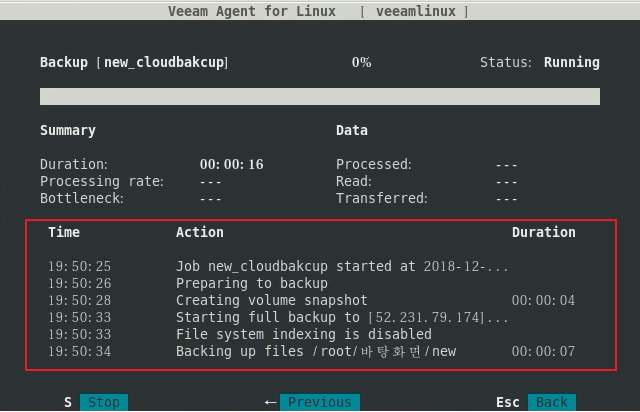 Veeam Agent for Linux [ veeamlinux ]
Backup [new_cloudbakcup] 0% Status: Running
Summary Data
Duration: 00:00:16 Processed: ---
Processing rate: --- Read: ---
Bottleneck: --- Transferred: ---
Time Action Duration
19:50:25 Job new_cloudbakcup started at 2018-12-...
19:50:26 Preparing to backup
19:50:28 Creating volume snapshot 00:00:04
19:50:33 Starting full backup to [52.231.79.174]...
19:50:33 File system indexing is disabled
19:50:34 Backing up files /root/바탕화면/new 00:00:07
S Stop ← Previous Esc Back